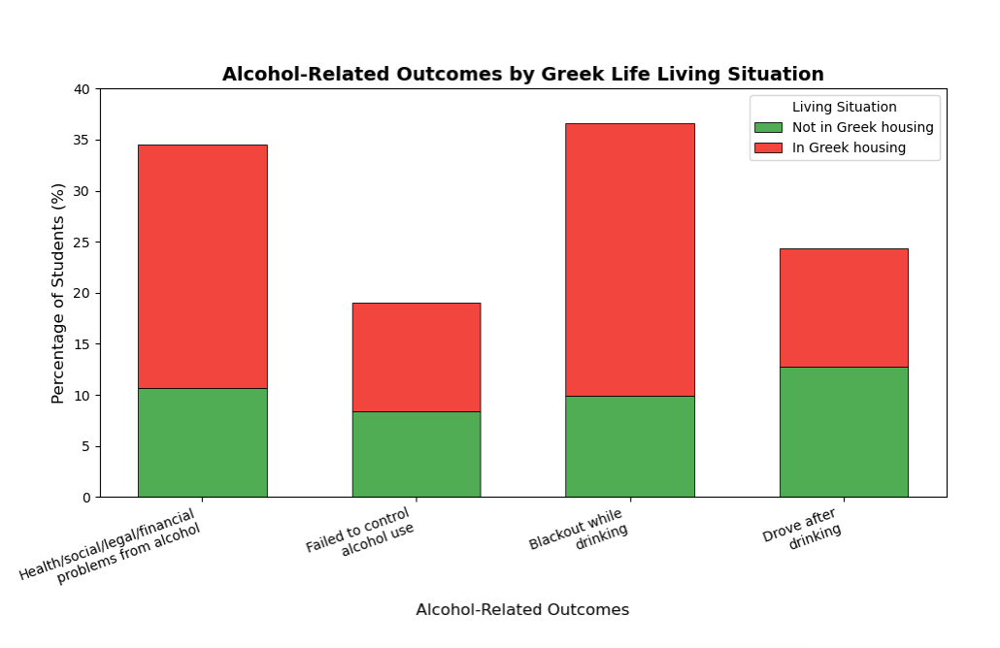 Alcohol-Related Outcomes by Greek Life Living Situation
Living Situation
Not in Greek housing
In Greek housing
Percentage of Students (%)
40
35
30
25
20
15
10
5
0
Health/social/legal/financial
problems from alcohol
Failed to control
alcohol use
Blackout while
drinking
Drove after
drinking
Alcohol-Related Outcomes